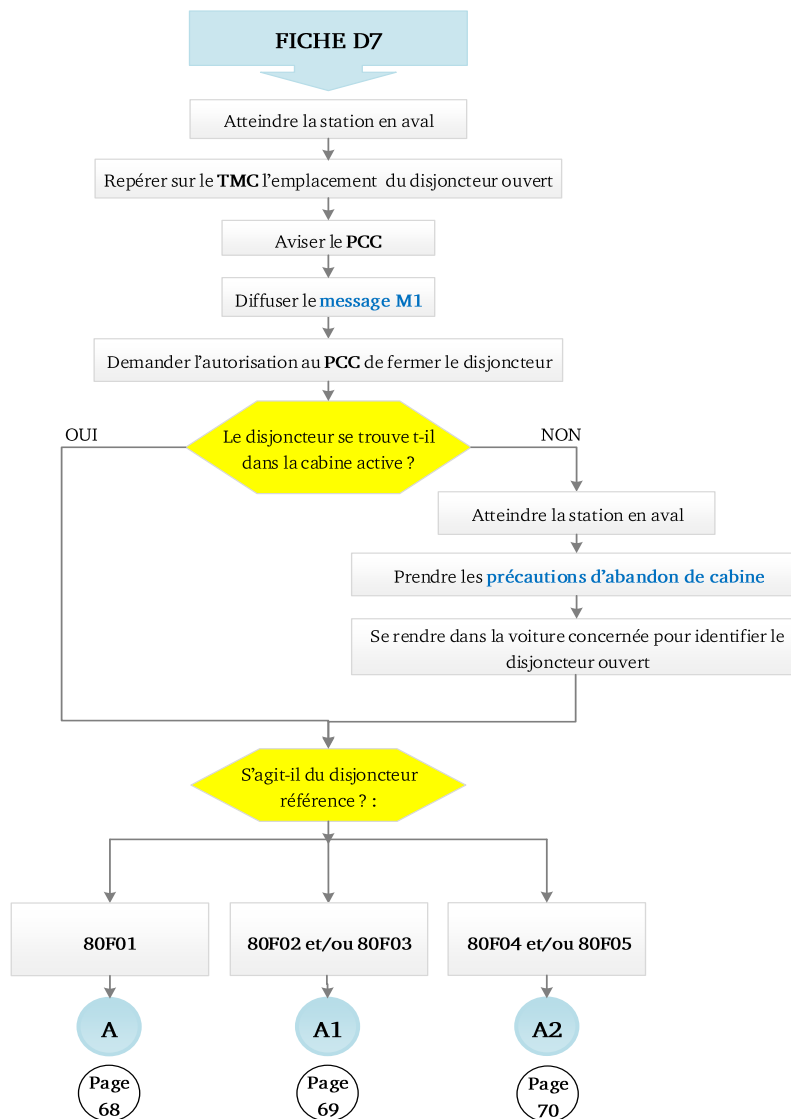 FICHE D7
Atteindre la station en aval
Repérer sur le TMC l'emplacement du disjoncteur ouvert
Aviser le PCC
Diffuser le message M1
Demander l'autorisation au PCC de fermer le disjoncteur
OUI
Le disjoncteur se trouve t-il
dans la cabine active ?
NON
Atteindre la station en aval
Prendre les précautions d'abandon de cabine
Se rendre dans la voiture concernée pour identifier le
disjoncteur ouvert
S'agit-il du disjoncteur
référence ? :
80F01
80F02 et/ou 80F03
80F04 et/ou 80F05
A
A1
A2
Page
68
Page
69
Page
70